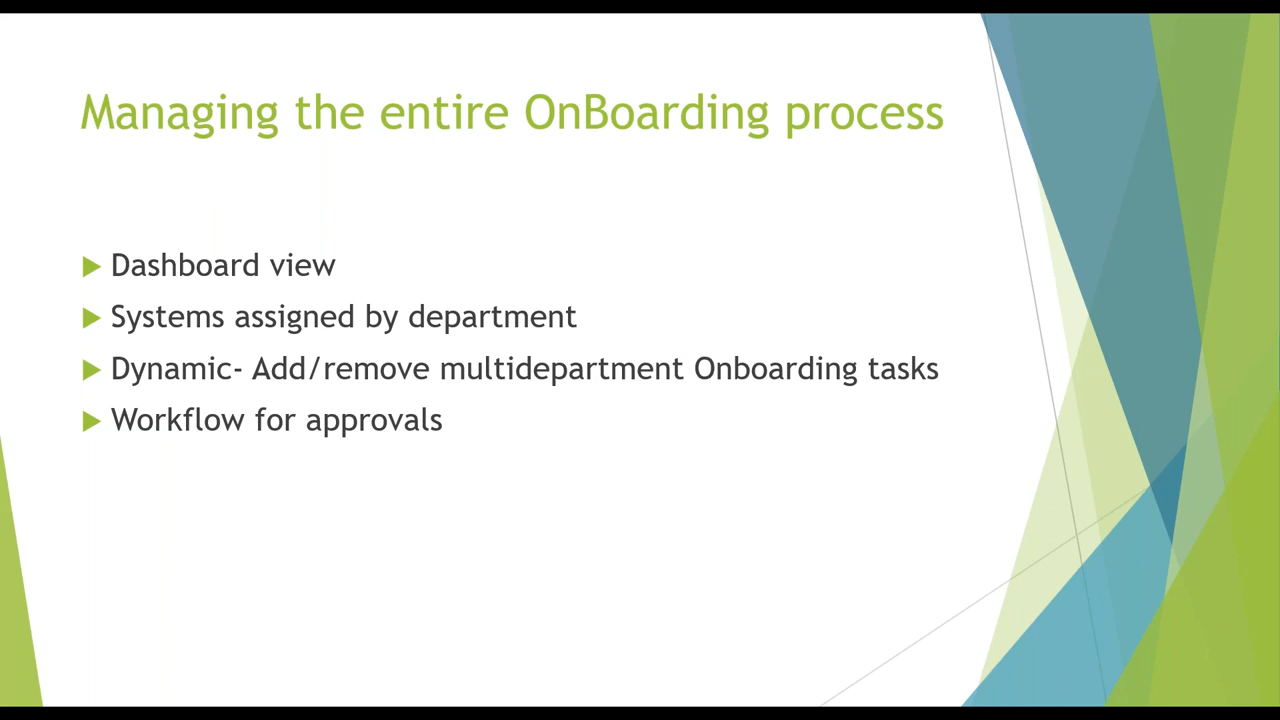 Managing the entire OnBoarding process
Dashboard view
Systems assigned by department
Dynamic- Add/remove multidepartment Onboarding tasks
Workflow for approvals